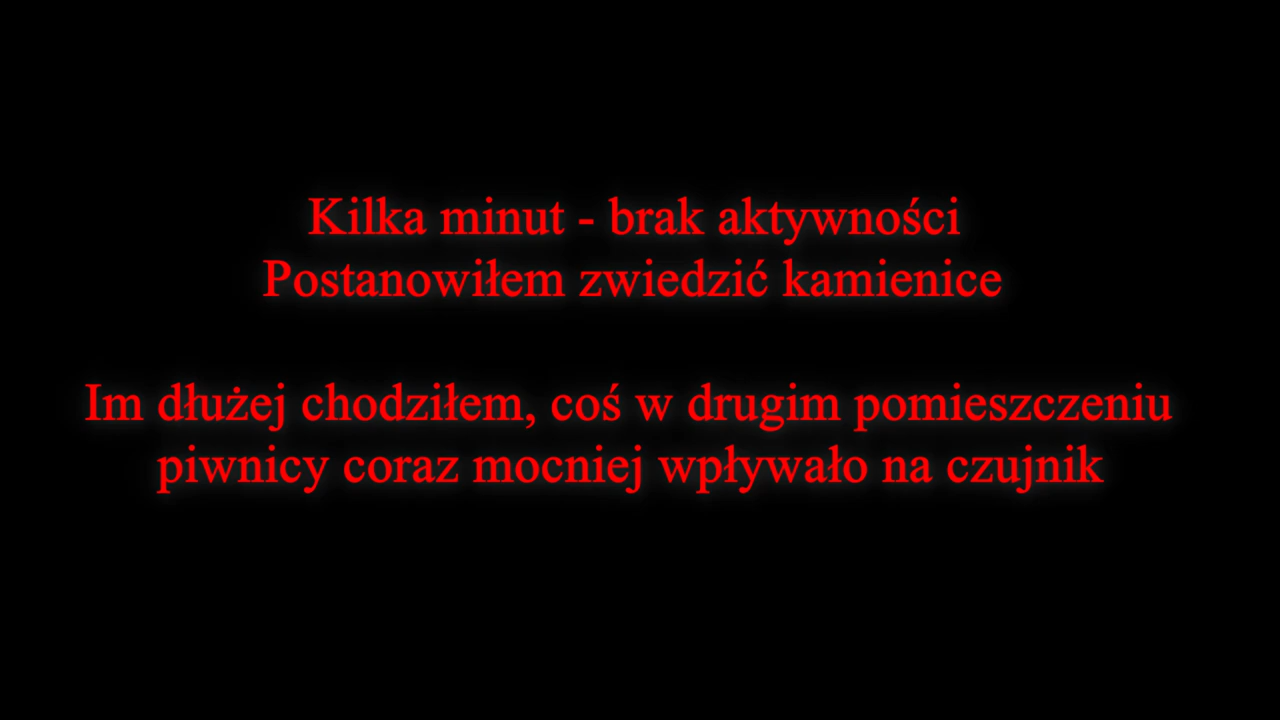 Kilka minut - brak aktywności
Postanowiłem zwiedzić kamienice
Im dłużej chodziłem, coś w drugim pomieszczeniu
piwnicy coraz mocniej wpływało na czujnik